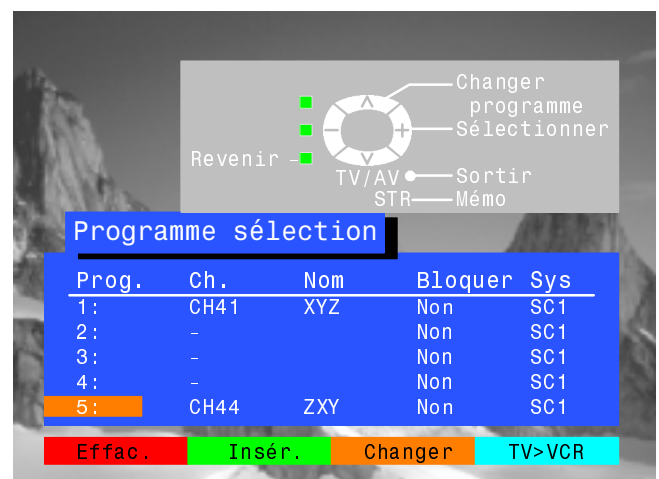 Changer
programme
Sélectionner
Revenir
TV/AV Sortir
STR Mémo
Programme sélection
Prog. Ch. Nom Bloquer Sys
1: CH41 XYZ Non SC1
2: - Non SC1
3: - Non SC1
4: - Non SC1
5: CH44 ZXY Non SC1
Effac. Insér. Changer TV>VCR